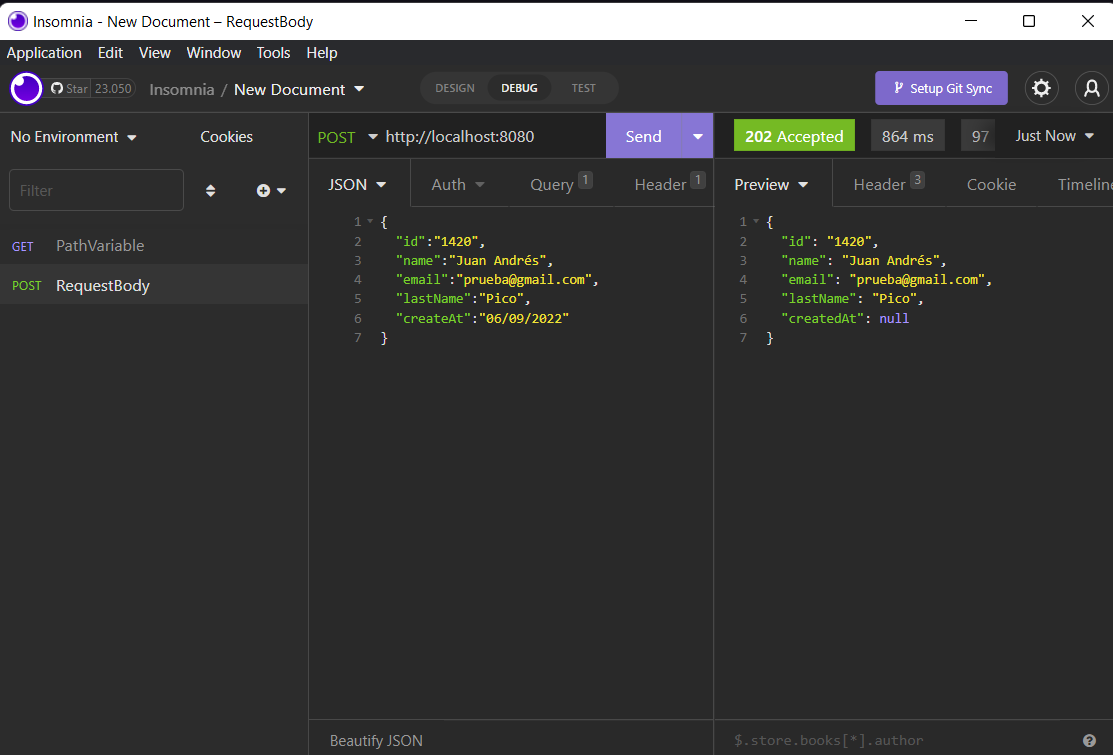 Insomnia - New Document – RequestBody
Application Edit View Window Tools Help
Star 23.050 Insomnia / New Document DESIGN DEBUG TEST Setup Git Sync
No Environment Cookies
Filter
GET PathVariable
POST RequestBody
POST http://localhost:8080 Send
JSON Auth Query 1 Header 1
1 {
2 "id":"1420",
3 "name":"Juan Andrés",
4 "email":"prueba@gmail.com",
5 "lastName":"Pico",
6 "createAt":"06/09/2022"
7 }
Beautify JSON
202 Accepted 864 ms 97 Just Now
Preview Header 3 Cookie Timeline
1 {
2 "id": "1420",
3 "name": "Juan Andrés",
4 "email": "prueba@gmail.com",
5 "lastName": "Pico",
6 "createdAt": null
7 }
$.store.books[*].author ?